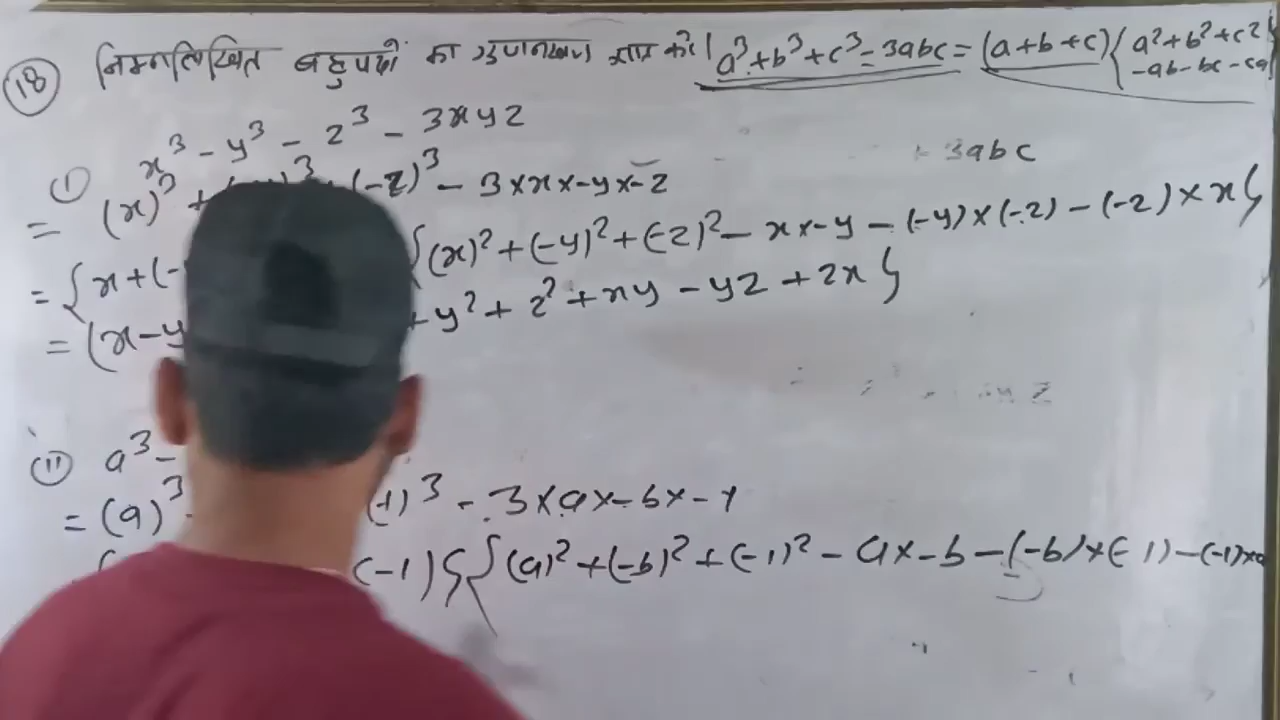 18 निम्नलिखित बहुपदों का गुणनखण्ड ज्ञात करें। a³+b³+c³-3abc = (a+b+c){a²+b²+c²
-ab-bc-ca}
① x³ - y³ - z³ - 3xyz
- 3abc
= (x)³ + (-z)³ - 3×x×-y×-z
= {x+(- {(x)²+(-y)²+(-z)²- x×-y - (-y)×(-z) - (-z)×x}
= (x-y + y² + z² + xy - yz + zx}
② a³ -
= (a)³ -1)³ - 3×a×-b×-1
(-1)} {(a)²+(-b)²+(-1)² - a×-b - (-b)×(-1) - (-1)×a